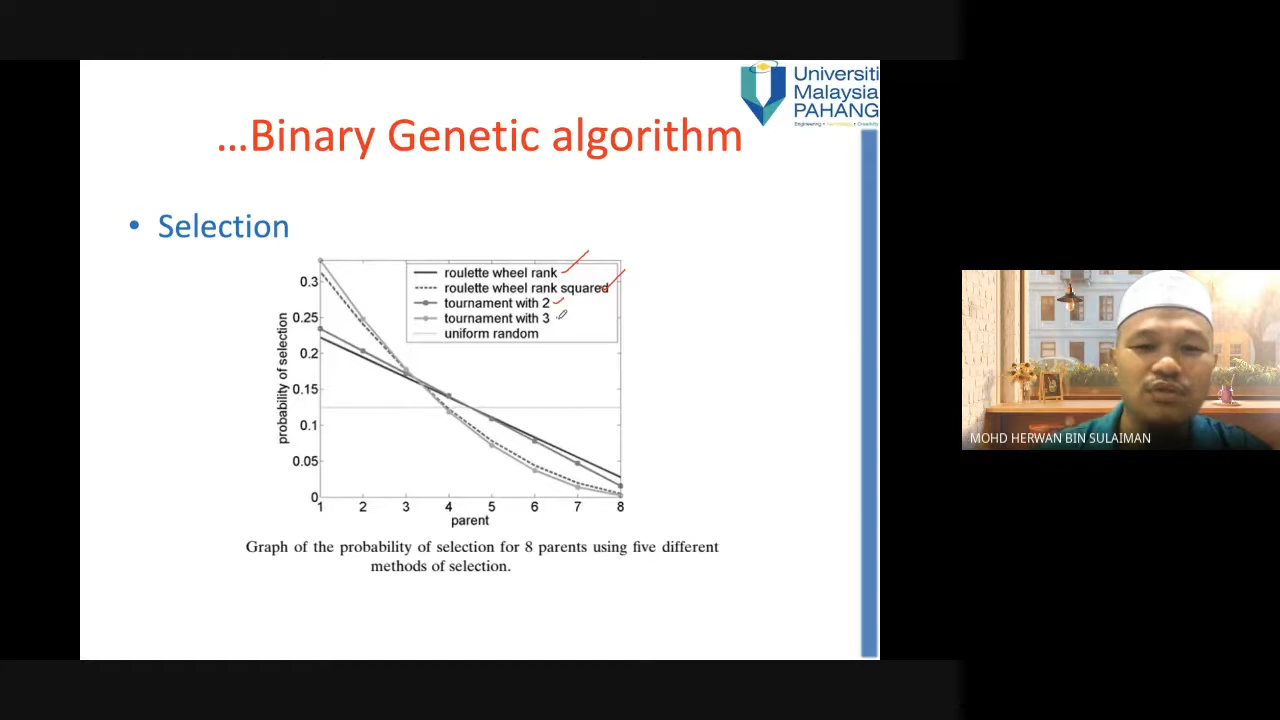 Universiti
Malaysia
PAHANG
Engineering • Technology • Creativity
...Binary Genetic algorithm
• Selection
roulette wheel rank
roulette wheel rank squared
tournament with 2
tournament with 3
uniform random
probability of selection
0.3
0.25
0.2
0.15
0.1
0.05
0
1 2 3 4 5 6 7 8
parent
Graph of the probability of selection for 8 parents using five different
methods of selection.
MOHD HERWAN BIN SULAIMAN